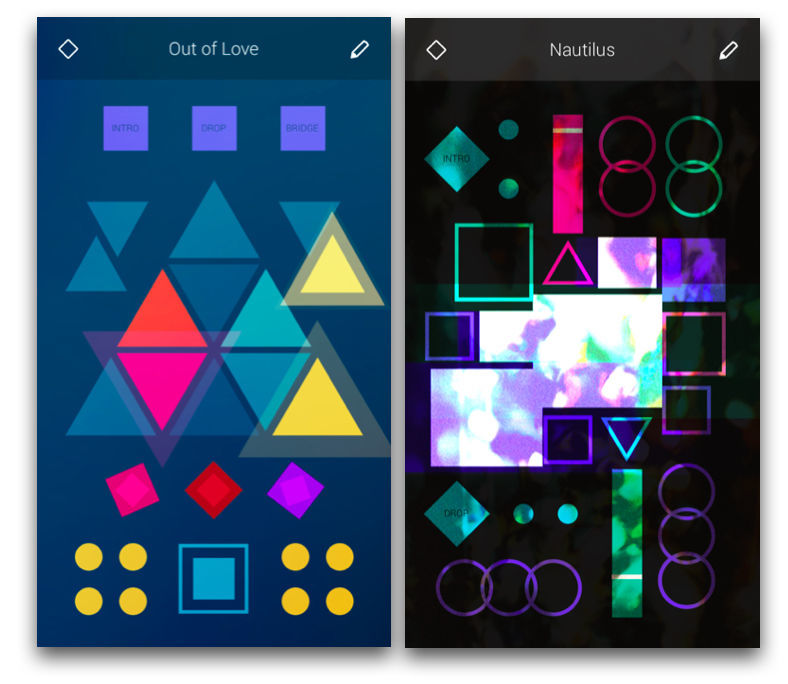 Out of Love
INTRO
DROP
BRIDGE
Nautilus
INTRO
DROP